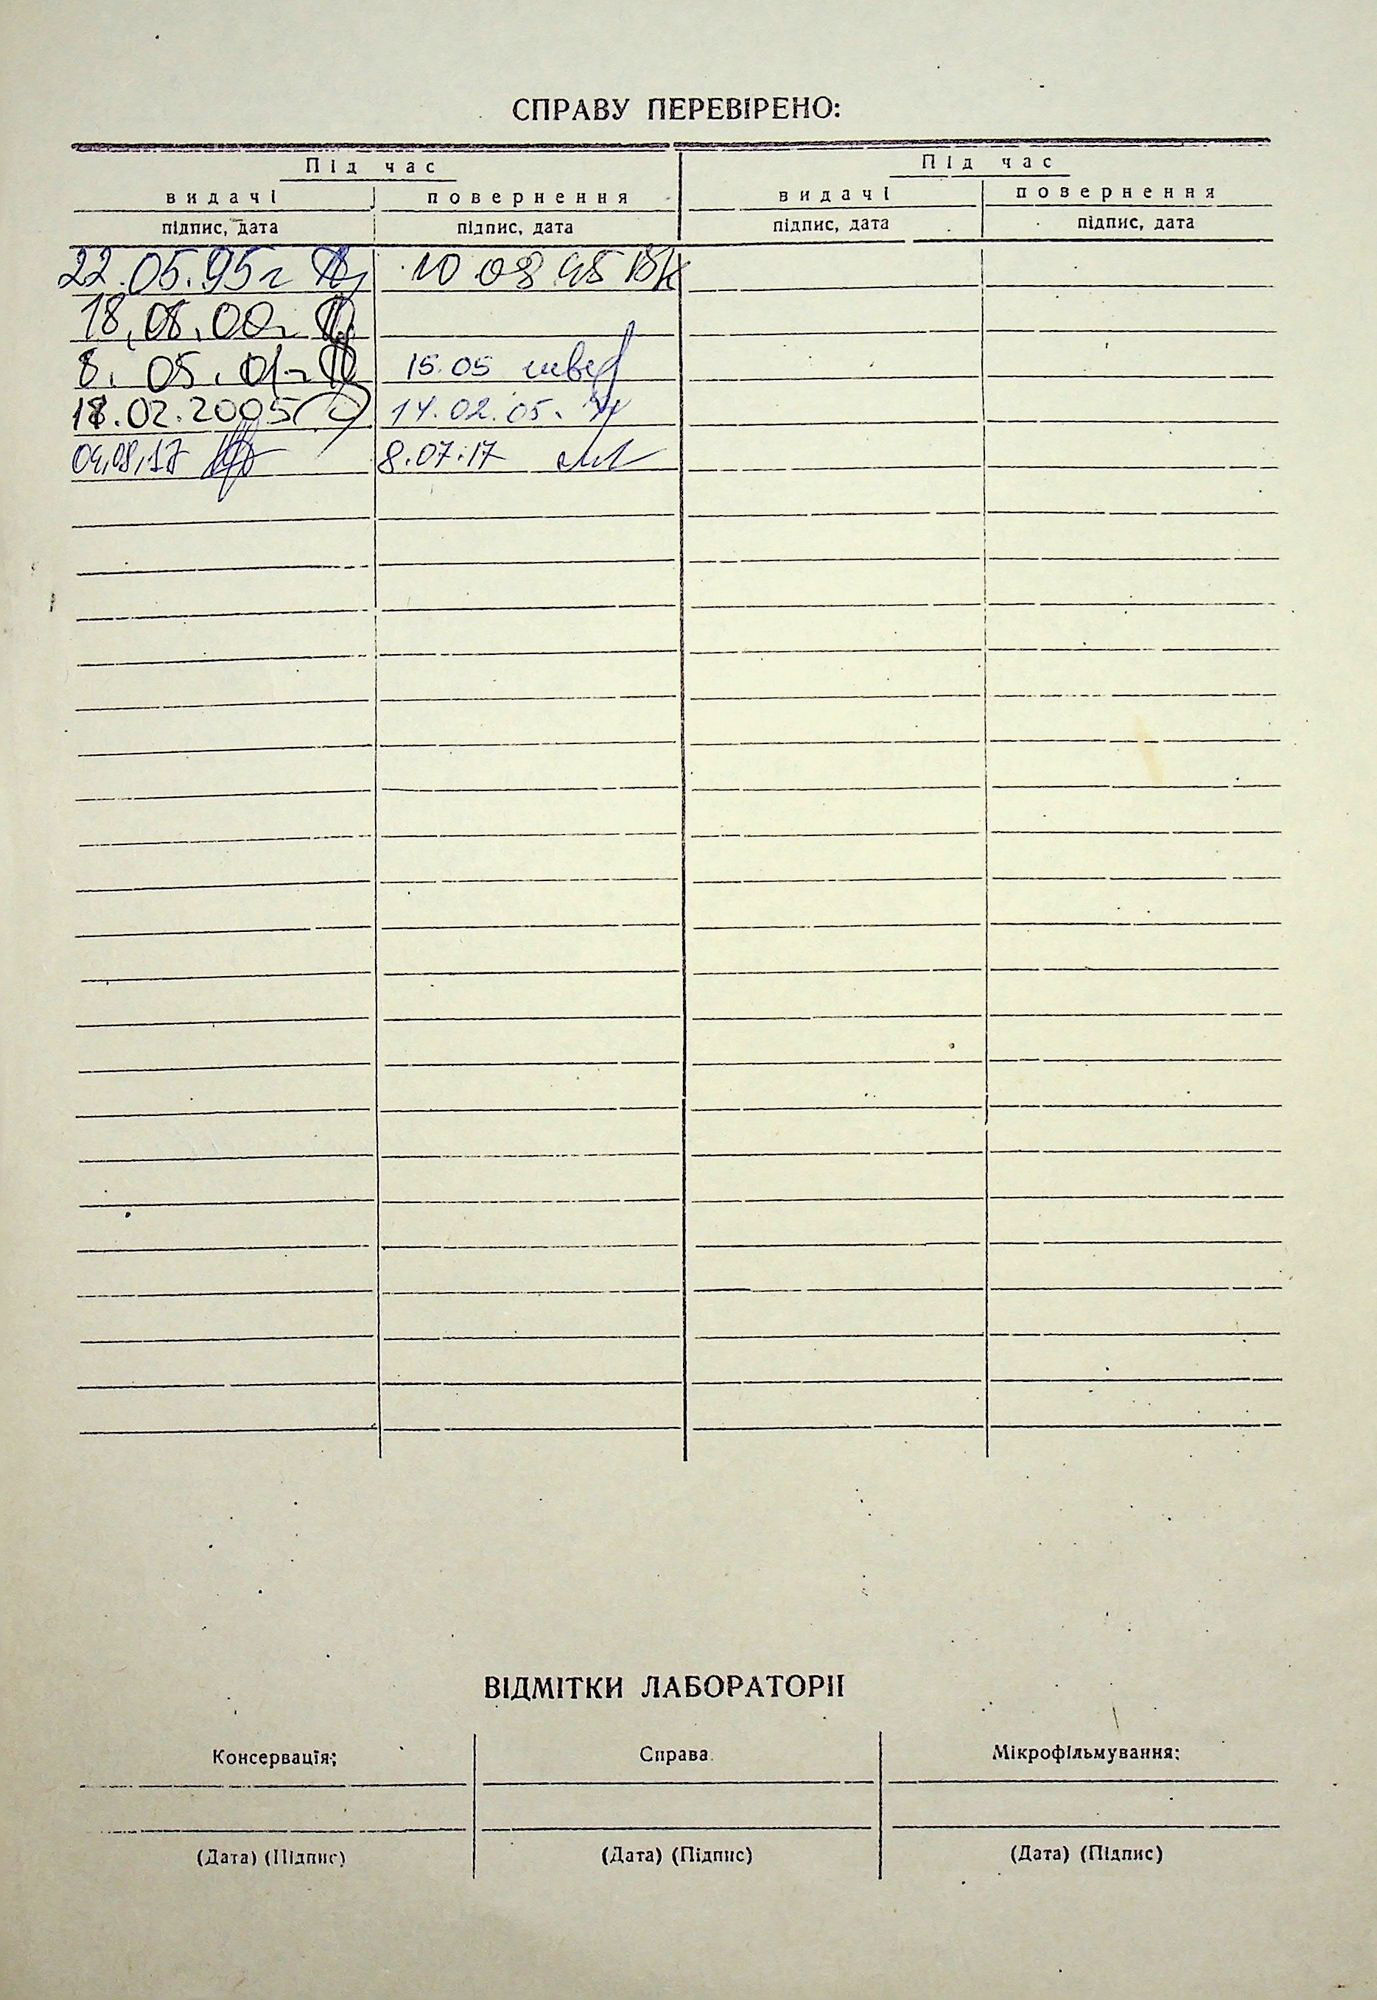 СПРАВУ ПЕРЕВІРЕНО:
Під час Під час
видачі повернення видачі повернення
підпис, дата підпис, дата підпис, дата підпис, дата
22.05.95г 10 08 95
18.08.00г
8.05.01г 15.05
18.02.2005 14.02.05.
04.08.17 8.07.17
ВІДМІТКИ ЛАБОРАТОРІЇ
Консервація: Справа Мікрофільмування:
(Дата) (Підпис) (Дата) (Підпис) (Дата) (Підпис)